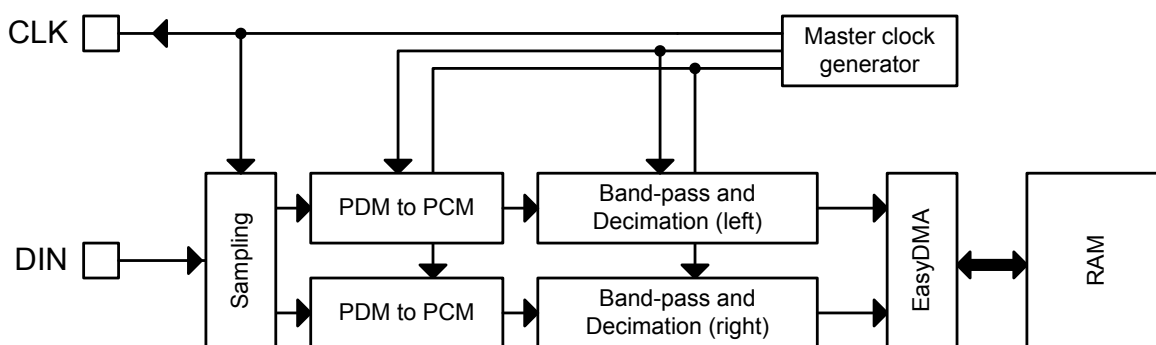 CLK
Master clock
generator
DIN
Sampling
PDM to PCM
Band-pass and
Decimation (left)
PDM to PCM
Band-pass and
Decimation (right)
EasyDMA
RAM